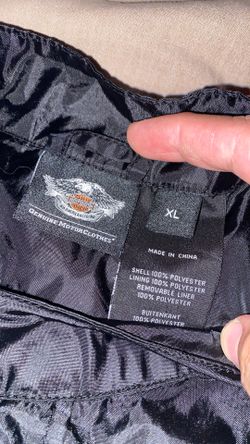 GENUINE MOTORCLOTHES®
XL
MADE IN CHINA
SHELL 100% POLYESTER
LINING 100% POLYESTER
REMOVABLE LINER
100% POLYESTER
BUITENKANT
100% POLYESTER